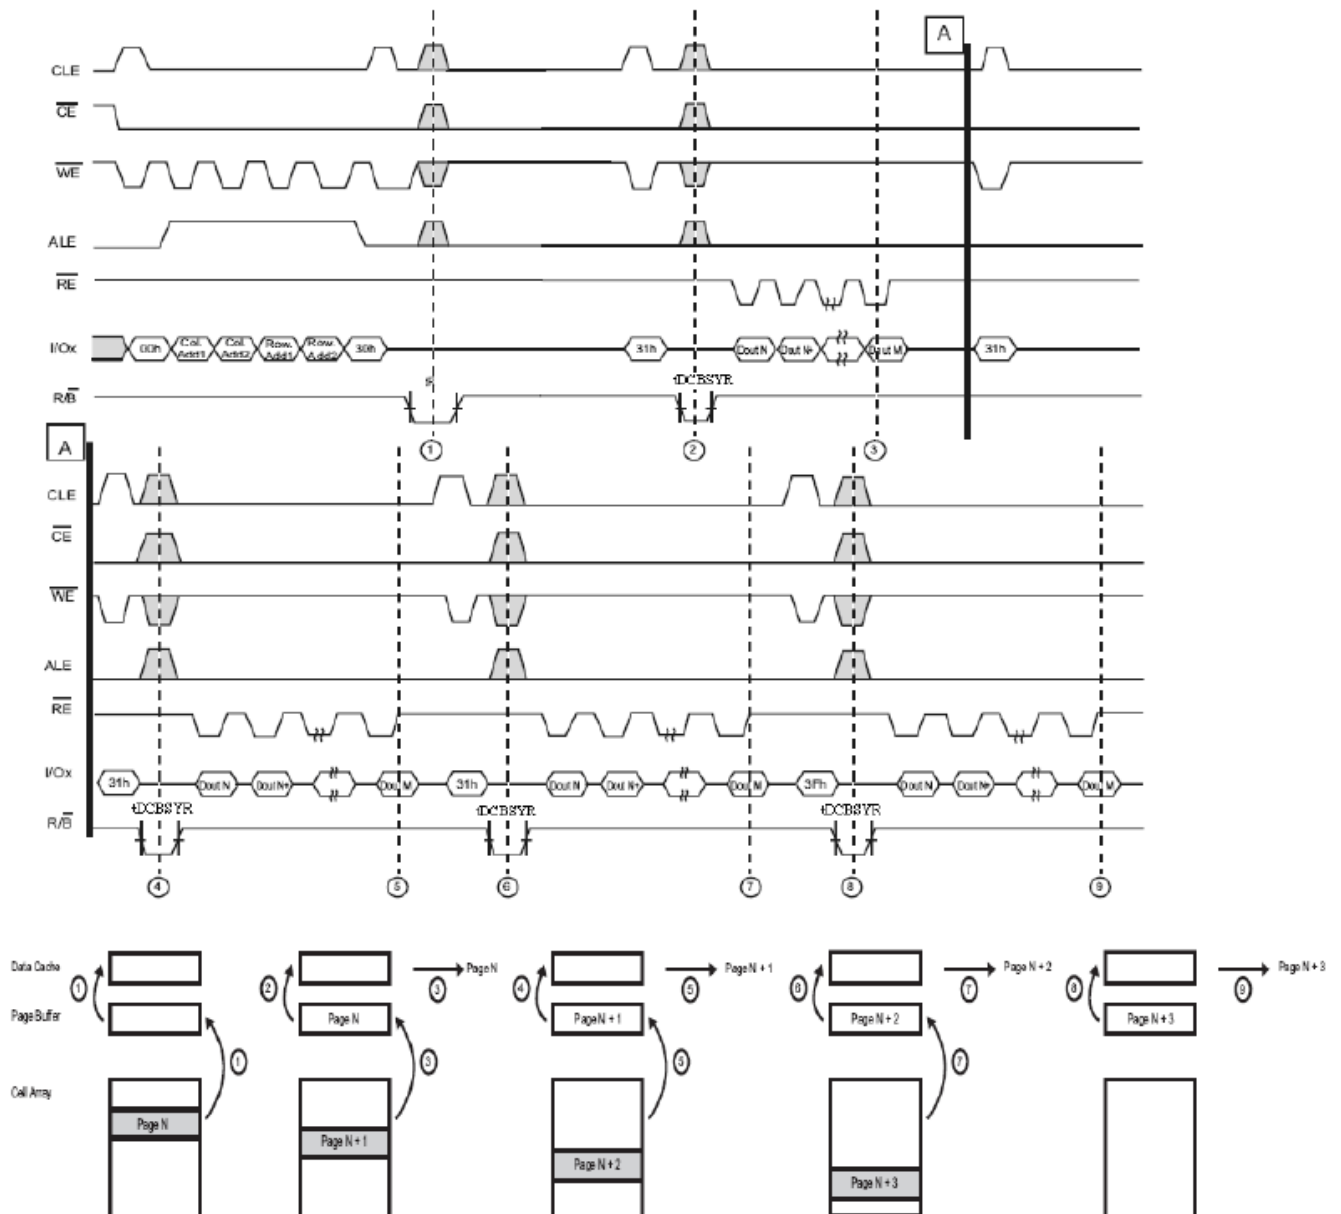 A
CLE
CE
WE
ALE
RE
I/Ox 00h Col. Add1 Col. Add2 Row. Add1 Row. Add2 30h 31h Dout N Dout N+ Dout M 31h
tDCBSYR
R/B
1 2 3
A
CLE
CE
WE
ALE
RE
I/Ox 31h Dout N Dout N+ Dout M 31h Dout N Dout N+ Dout M 3Fh Dout N Dout N+ Dout M
tDCBSYR tDCBSYR tDCBSYR
R/B
4 5 6 7 8 9
Data Cache 1 2 3 Page N 4 5 Page N + 1 6 7 Page N + 2 8 9 Page N + 3
Page Buffer Page N Page N + 1 Page N + 2 Page N + 3
1 3 5 7
Cell Array
Page N
Page N + 1
Page N + 2
Page N + 3